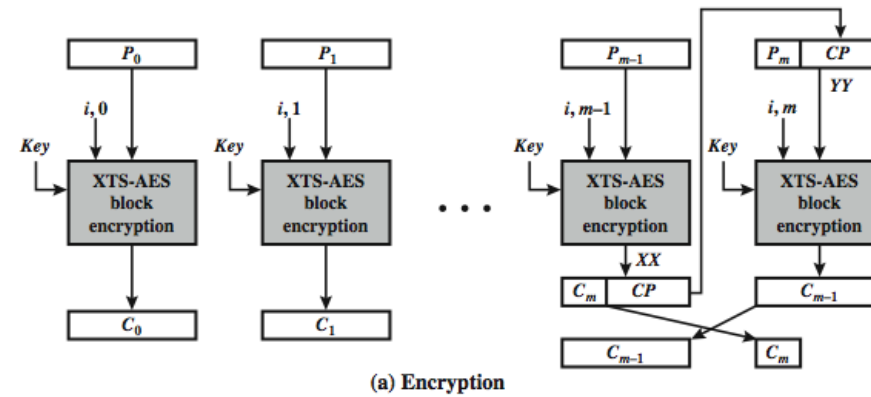 P0 P1 Pm–1 Pm CP
YY
i, 0 i, 1 i, m–1 i, m
Key Key Key Key
XTS-AES XTS-AES XTS-AES XTS-AES
block block block block
encryption encryption • • • encryption encryption
XX
Cm CP Cm–1
C0 C1
Cm–1 Cm
(a) Encryption